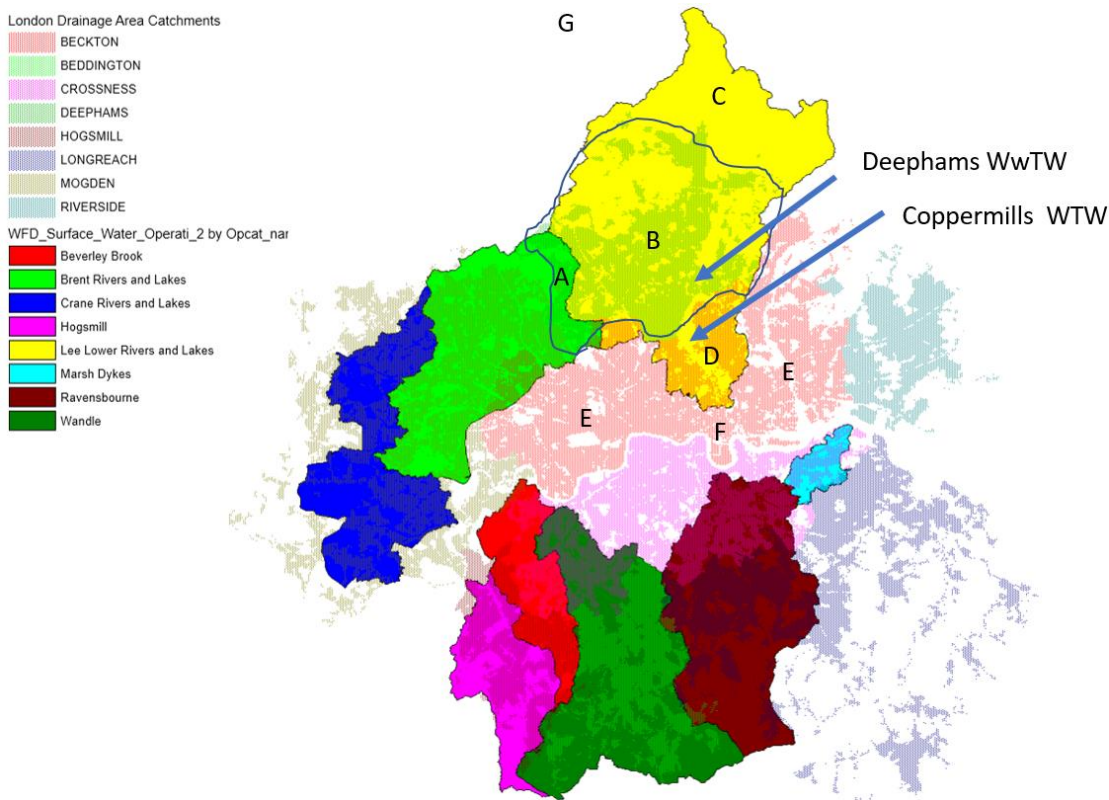 London Drainage Area Catchments
BECKTON
BEDDINGTON
CROSSNESS
DEEPHAMS
HOGSMILL
LONGREACH
MOGDEN
RIVERSIDE
WFD_Surface_Water_Operati_2 by Opcat_nar
Beverley Brook
Brent Rivers and Lakes
Crane Rivers and Lakes
Hogsmill
Lee Lower Rivers and Lakes
Marsh Dykes
Ravensbourne
Wandle
G
C
Deephams WwTW
Coppermills WTW
B
A
D
E
E
F